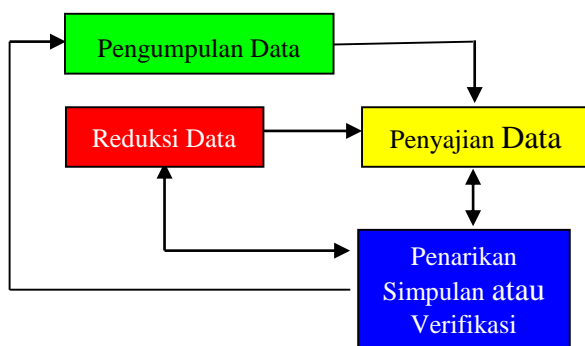 Pengumpulan Data
Reduksi Data
Penyajian Data
Penarikan
Simpulan atau
Verifikasi